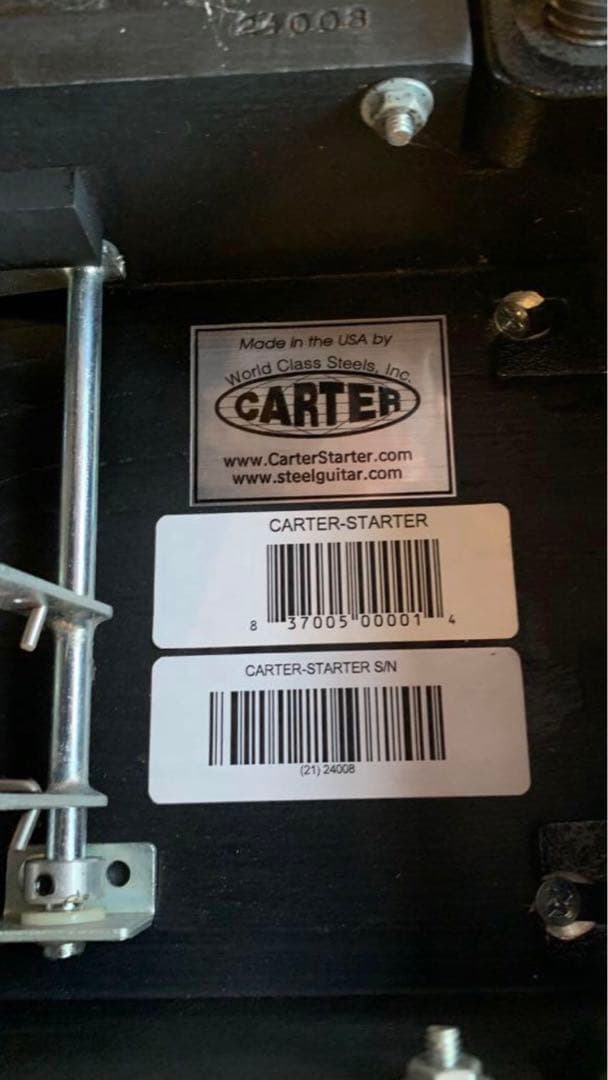 24008
Made in the USA by
World Class Steels, Inc.
CARTER
www.CarterStarter.com
www.steelguitar.com
CARTER-STARTER
8 37005 00001 4
CARTER-STARTER S/N
(21) 24008